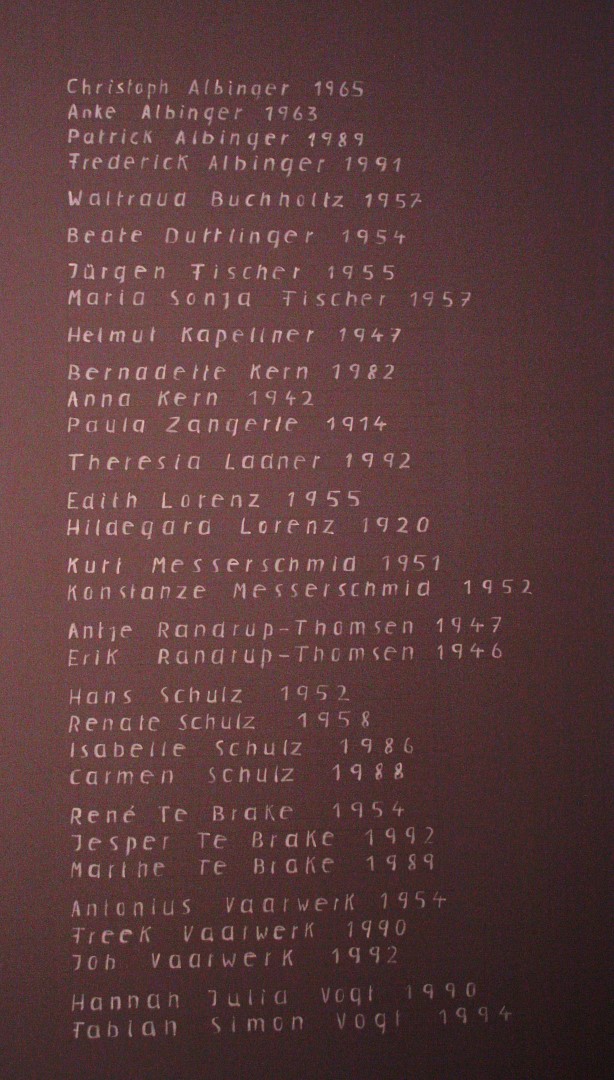 Christoph Albinger 1965
Anke Albinger 1963
Patrick Albinger 1989
Frederick Albinger 1991
Waltraud Buchholtz 1957
Beate Duttlinger 1954
Jürgen Fischer 1955
Maria Sonja Fischer 1957
Helmut Kapellner 1947
Bernadette Kern 1982
Anna Kern 1942
Paula Zangerle 1914
Theresia Ladner 1992
Edith Lorenz 1955
Hildegard Lorenz 1920
Kurt Messerschmid 1951
Konstanze Messerschmid 1952
Antje Randrup-Thomsen 1947
Erik Randrup-Thomsen 1946
Hans Schulz 1952
Renate Schulz 1958
Isabelle Schulz 1986
Carmen Schulz 1988
René Te Brake 1954
Jesper Te Brake 1992
Marthe Te Brake 1989
Antonius Vaarwerk 1954
Freek Vaarwerk 1990
Joh Vaarwerk 1992
Hannah Julia Vogt 1990
Fabian Simon Vogt 1994